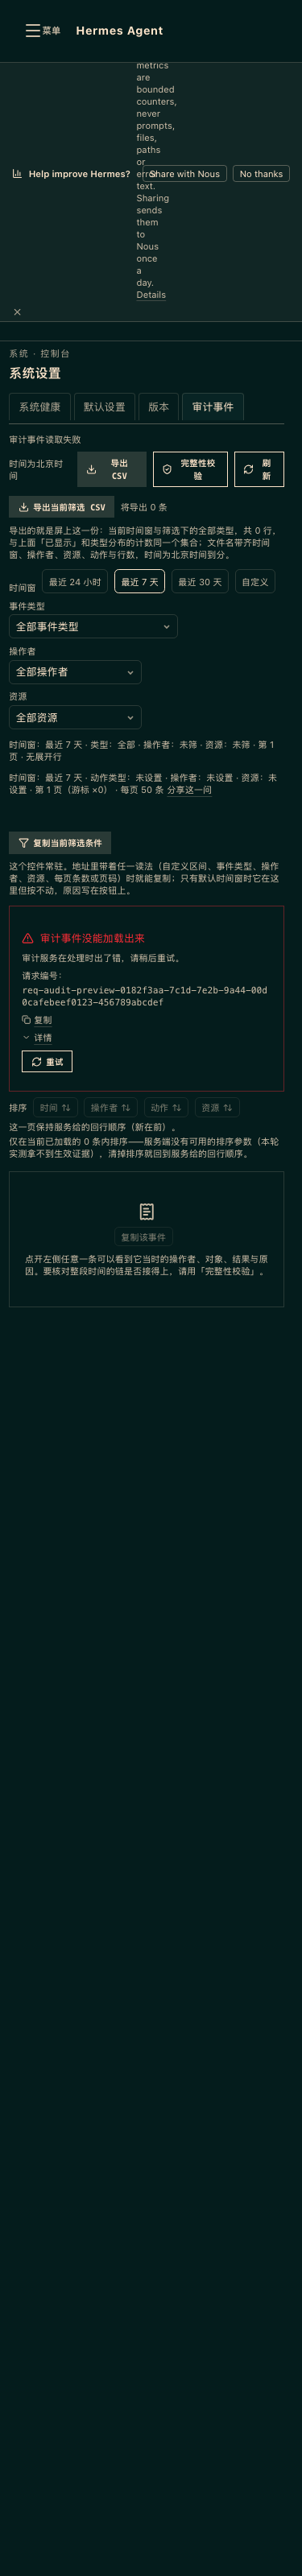 菜单
Hermes Agent
metrics
are
bounded
counters,
never
prompts,
files,
paths
or
error
text.
Sharing
sends
them
to
Nous
once
a
day.
Details
Help improve Hermes?
Share with Nous
No thanks
系统 · 控制台
系统设置
系统健康
默认设置
版本
审计事件
审计事件读取失败
时间为北京时
间
导出
CSV
完整性校
验
刷
新
导出当前筛选 CSV
将导出 0 条
导出的就是屏上这一份：当前时间窗与筛选下的全部类型，共 0 行，
与上面「已显示」和类型分布的计数同一个集合；文件名带齐时间
窗、操作者、资源、动作与行数，时间为北京时间到分。
时间窗
最近 24 小时
最近 7 天
最近 30 天
自定义
事件类型
全部事件类型
操作者
全部操作者
资源
全部资源
时间窗：最近 7 天 · 类型：全部 · 操作者：未筛 · 资源：未筛 · 第 1
页 · 无展开行
时间窗：最近 7 天 · 动作类型：未设置 · 操作者：未设置 · 资源：未
设置 · 第 1 页（游标 ×0） · 每页 50 条 分享这一问
复制当前筛选条件
这个控件常驻。地址里带着任一读法（自定义区间、事件类型、操作
者、资源、每页条数或页码）时就能复制；只有默认时间窗时它在这
里但按不动，原因写在按钮上。
审计事件没能加载出来
审计服务在处理时出了错，请稍后重试。
请求编号：
req-audit-preview-0182f3aa-7c1d-7e2b-9a44-00d
0cafebeef0123-456789abcdef
复制
详情
重试
排序
时间
操作者
动作
资源
这一页保持服务给的回行顺序（新在前）。
仅在当前已加载的 0 条内排序——服务端没有可用的排序参数（本轮
实测拿不到生效证据），清掉排序就回到服务给的回行顺序。
复制该事件
点开左侧任意一条可以看到它当时的操作者、对象、结果与原
因。要核对整段时间的链是否接得上，请用「完整性校验」。